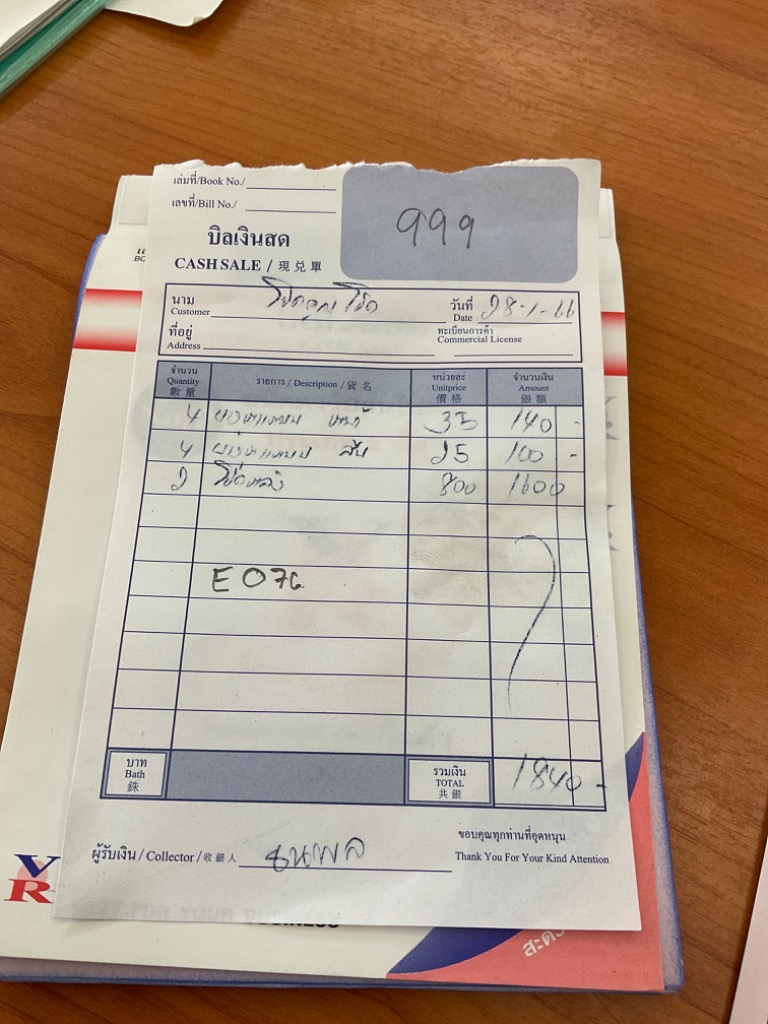 เล่มที่/Book No./
เลขที่/Bill No./
999
บิลเงินสด
CASH SALE / 現兌單
นาม
Customer
วันที่
Date 28-1-66
ที่อยู่
Address
ทะเบียนการค้า
Commercial License
จำนวน Quantity 數量 รายการ / Description / 貨名 หน่วยละ Unitprice 價格 จำนวนเงิน Amount 銀額
4 35 140 -
4 25 100 -
2 800 1600
E076
บาท
Bath
銖
รวมเงิน
TOTAL
共銀
1840 -
ผู้รับเงิน / Collector / 收銀人 ธนพล
ขอบคุณทุกท่านที่อุดหนุน
Thank You For Your Kind Attention
VR